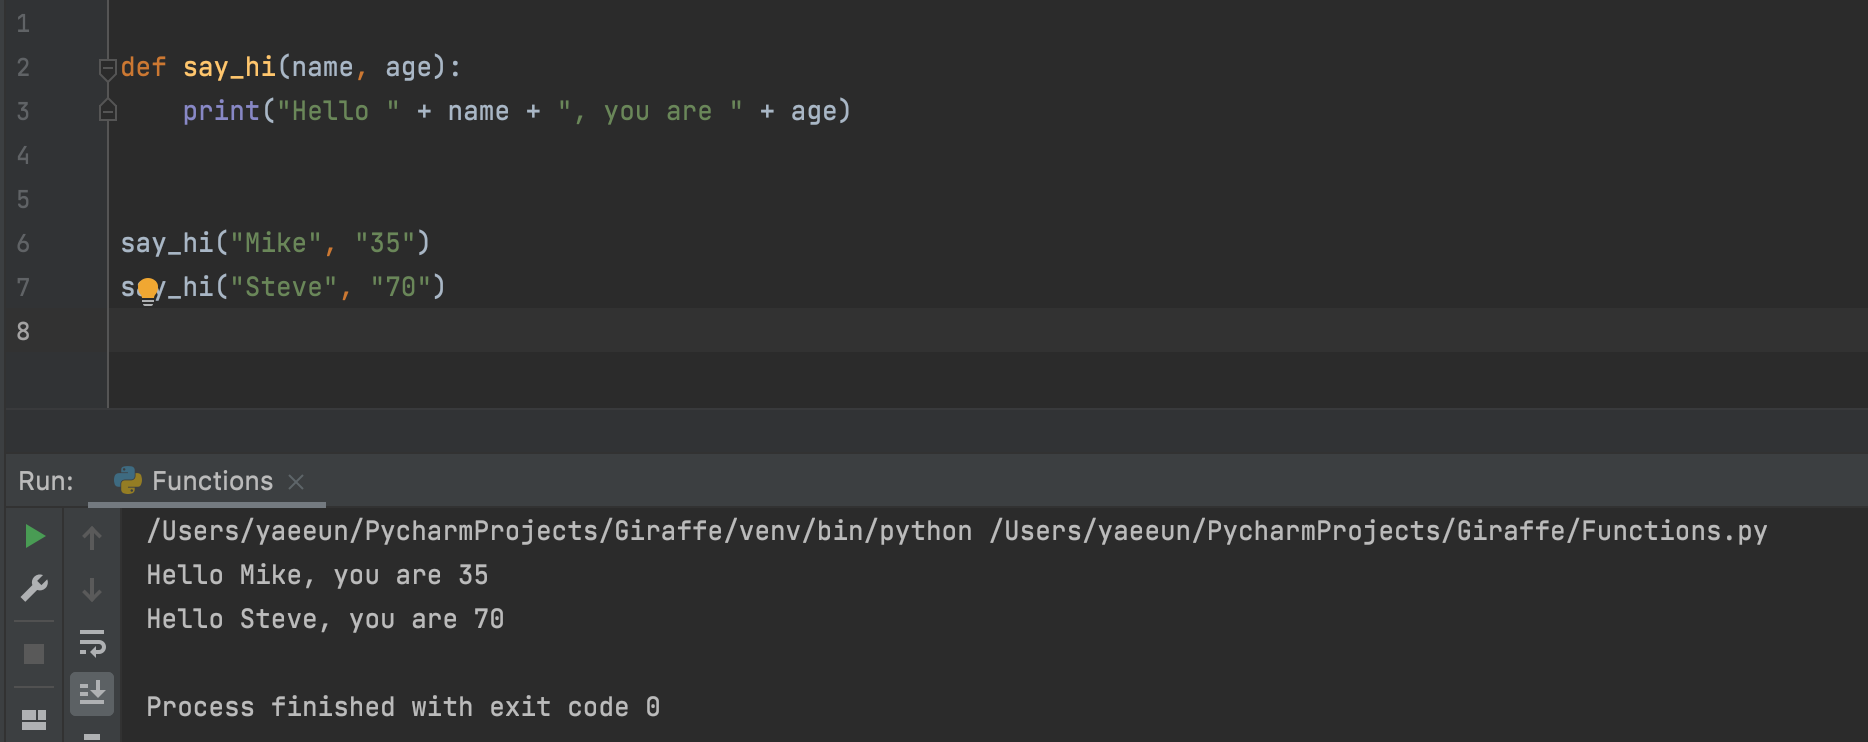 1
2 def say_hi(name, age):
3     print("Hello " + name + ", you are " + age)
4
5
6 say_hi("Mike", "35")
7 say_hi("Steve", "70")
8
Run: Functions
/Users/yaeeun/PycharmProjects/Giraffe/venv/bin/python /Users/yaeeun/PycharmProjects/Giraffe/Functions.py
Hello Mike, you are 35
Hello Steve, you are 70
Process finished with exit code 0